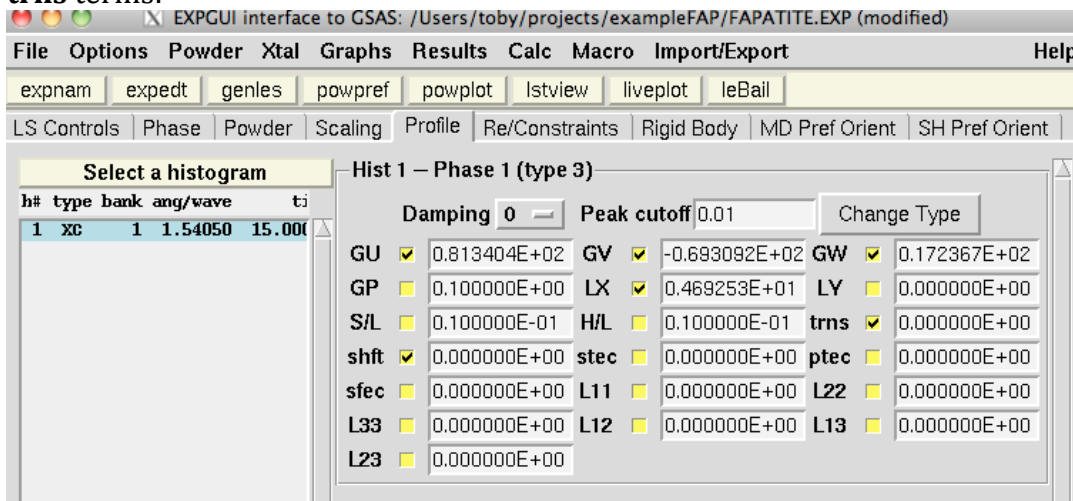 trns terms.
X EXPGUI interface to GSAS: /Users/toby/projects/exampleFAP/FAPATITE.EXP (modified)
File Options Powder Xtal Graphs Results Calc Macro Import/Export Help
expnam expedt genles powpref powplot lstview liveplot leBail
LS Controls Phase Powder Scaling Profile Re/Constraints Rigid Body MD Pref Orient SH Pref Orient
Select a histogram
h# type bank ang/wave ti
1 XC 1 1.54050 15.000
Hist 1 – Phase 1 (type 3)
Damping 0 Peak cutoff 0.01 Change Type
GU 0.813404E+02 GV -0.693092E+02 GW 0.172367E+02
GP 0.100000E+00 LX 0.469253E+01 LY 0.000000E+00
S/L 0.100000E-01 H/L 0.100000E-01 trns 0.000000E+00
shft 0.000000E+00 stec 0.000000E+00 ptec 0.000000E+00
sfec 0.000000E+00 L11 0.000000E+00 L22 0.000000E+00
L33 0.000000E+00 L12 0.000000E+00 L13 0.000000E+00
L23 0.000000E+00